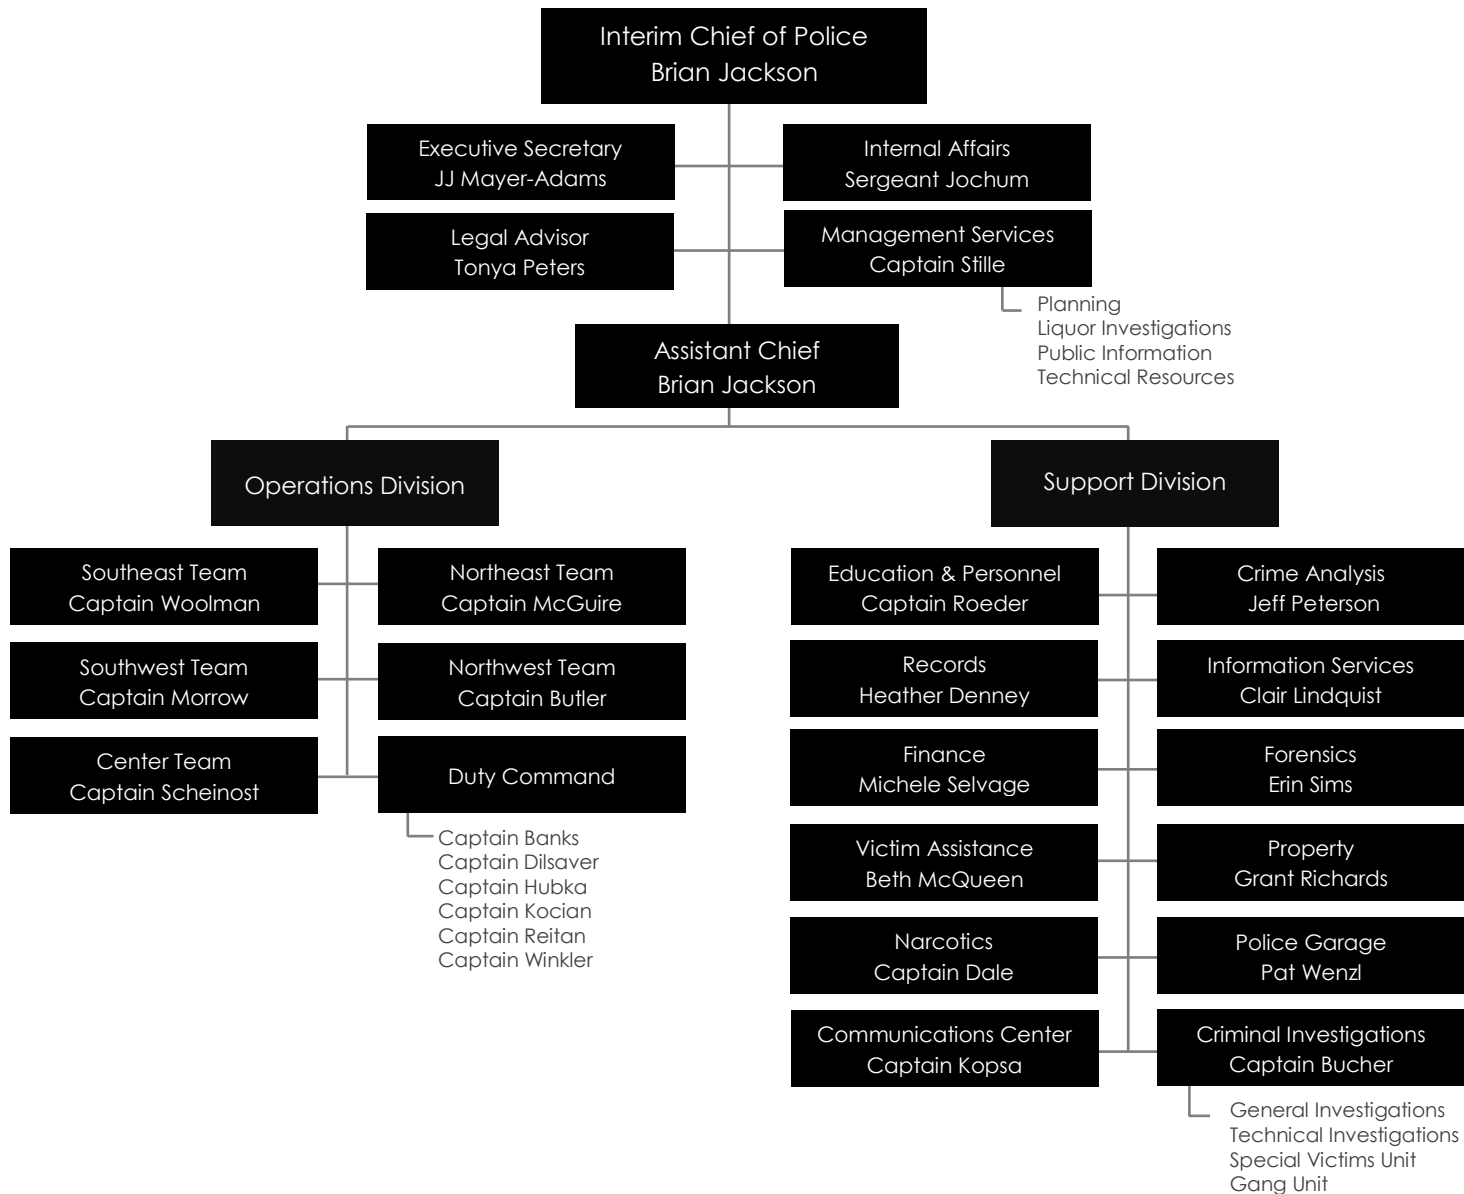 Interim Chief of Police
Brian Jackson
Executive Secretary
JJ Mayer-Adams
Internal Affairs
Sergeant Jochum
Legal Advisor
Tonya Peters
Management Services
Captain Stille
Planning
Liquor Investigations
Public Information
Technical Resources
Assistant Chief
Brian Jackson
Operations Division
Southeast Team
Captain Woolman
Northeast Team
Captain McGuire
Southwest Team
Captain Morrow
Northwest Team
Captain Butler
Center Team
Captain Scheinost
Duty Command
Captain Banks
Captain Dilsaver
Captain Hubka
Captain Kocian
Captain Reitan
Captain Winkler
Support Division
Education & Personnel
Captain Roeder
Crime Analysis
Jeff Peterson
Records
Heather Denney
Information Services
Clair Lindquist
Finance
Michele Selvage
Forensics
Erin Sims
Victim Assistance
Beth McQueen
Property
Grant Richards
Narcotics
Captain Dale
Police Garage
Pat Wenzl
Communications Center
Captain Kopsa
Criminal Investigations
Captain Bucher
General Investigations
Technical Investigations
Special Victims Unit
Gang Unit